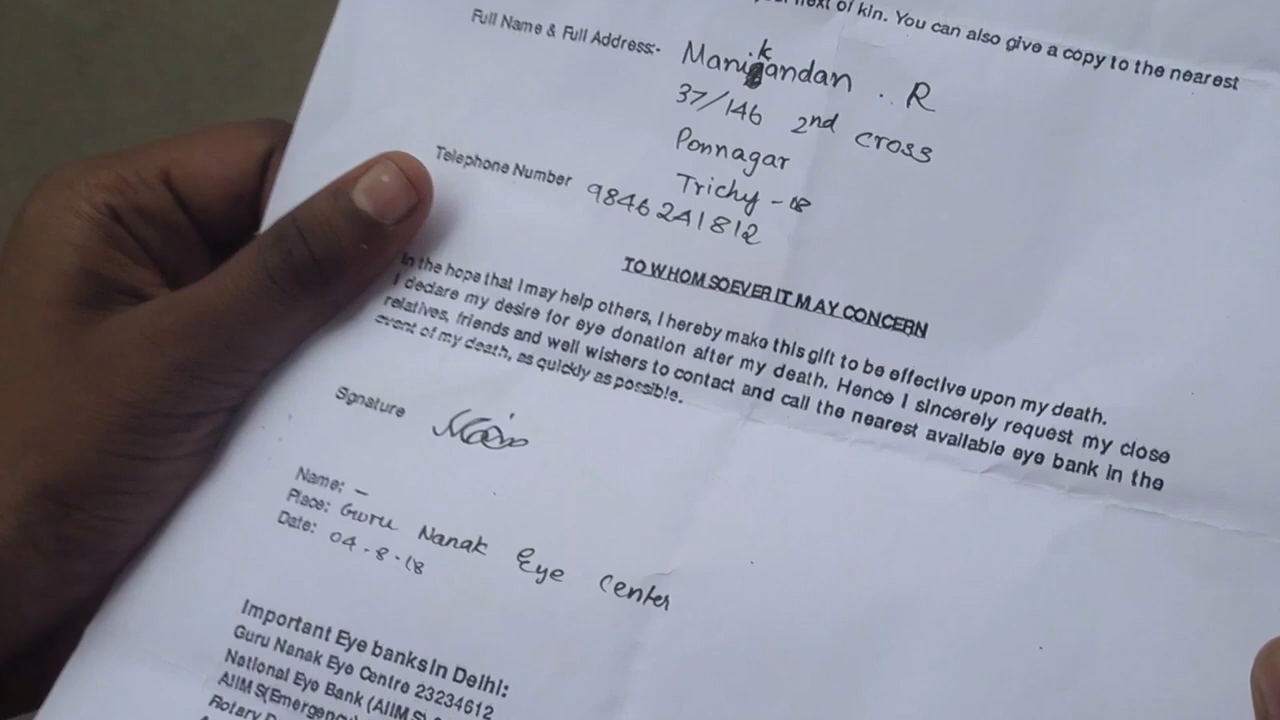 next of kin. You can also give a copy to the nearest
Full Name & Full Address:- Manikandan . R
37/146 2nd cross
Ponnagar
Trichy - 18
Telephone Number 9846241812
TO WHOM SOEVER IT MAY CONCERN
In the hope that I may help others, I hereby make this gift to be effective upon my death.
I declare my desire for eye donation after my death. Hence I sincerely request my close
relatives, friends and well wishers to contact and call the nearest available eye bank in the
event of my death, as quickly as possible.
Signature
Name: -
Place: Guru Nanak Eye Center
Date: 04-8-18
Important Eye banks in Delhi:
Guru Nanak Eye Centre 23234612
National Eye Bank (AIIMS)
AIIMS(Emergency
Rotary